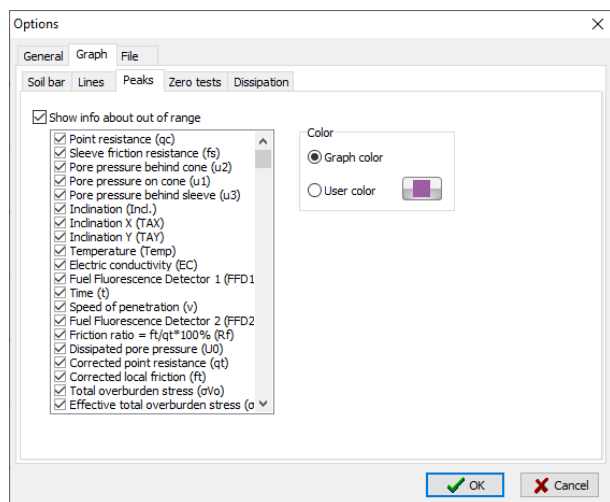 Options
General Graph File
Soil bar Lines Peaks Zero tests Dissipation
Show info about out of range
Point resistance (qc)
Sleeve friction resistance (fs)
Pore pressure behind cone (u2)
Pore pressure on cone (u1)
Pore pressure behind sleeve (u3)
Inclination (Incl.)
Inclination X (TAX)
Inclination Y (TAY)
Temperature (Temp)
Electric conductivity (EC)
Fuel Fluorescence Detector 1 (FFD1
Time (t)
Speed of penetration (v)
Fuel Fluorescence Detector 2 (FFD2
Friction ratio = ft/qt*100% (Rf)
Dissipated pore pressure (U0)
Corrected point resistance (qt)
Corrected local friction (ft)
Total overburden stress (σVo)
Effective total overburden stress (σ
Color
Graph color
User color
OK Cancel